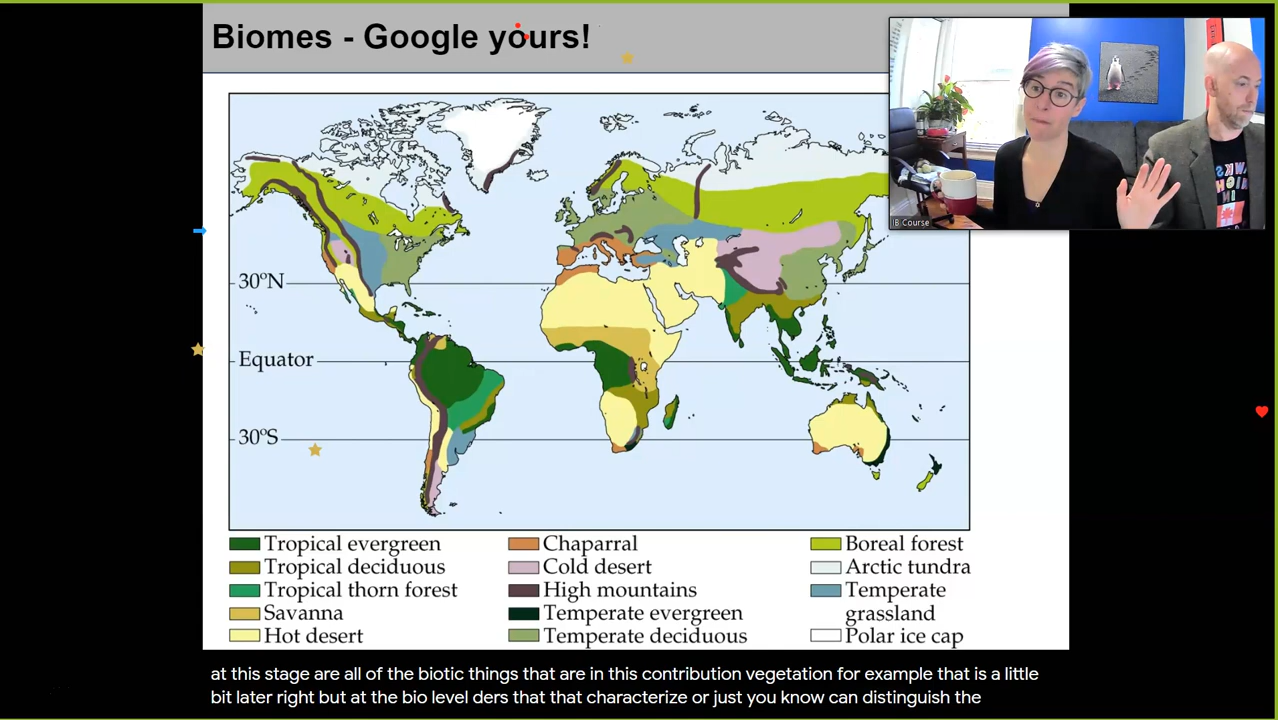 Biomes - Google yours!
30ºN
Equator
30ºS
IB Course
Tropical evergreen
Tropical deciduous
Tropical thorn forest
Savanna
Hot desert
Chaparral
Cold desert
High mountains
Temperate evergreen
Temperate deciduous
Boreal forest
Arctic tundra
Temperate
grassland
Polar ice cap
at this stage are all of the biotic things that are in this contribution vegetation for example that is a little
bit later right but at the bio level ders that that characterize or just you know can distinguish the